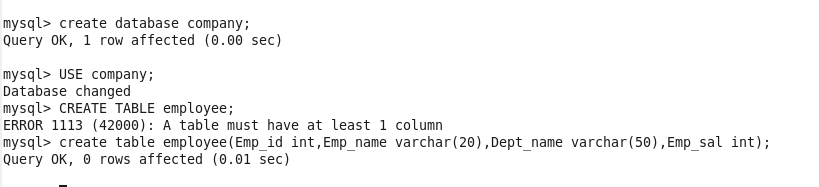 mysql> create database company;
Query OK, 1 row affected (0.00 sec)
mysql> USE company;
Database changed
mysql> CREATE TABLE employee;
ERROR 1113 (42000): A table must have at least 1 column
mysql> create table employee(Emp_id int,Emp_name varchar(20),Dept_name varchar(50),Emp_sal int);
Query OK, 0 rows affected (0.01 sec)